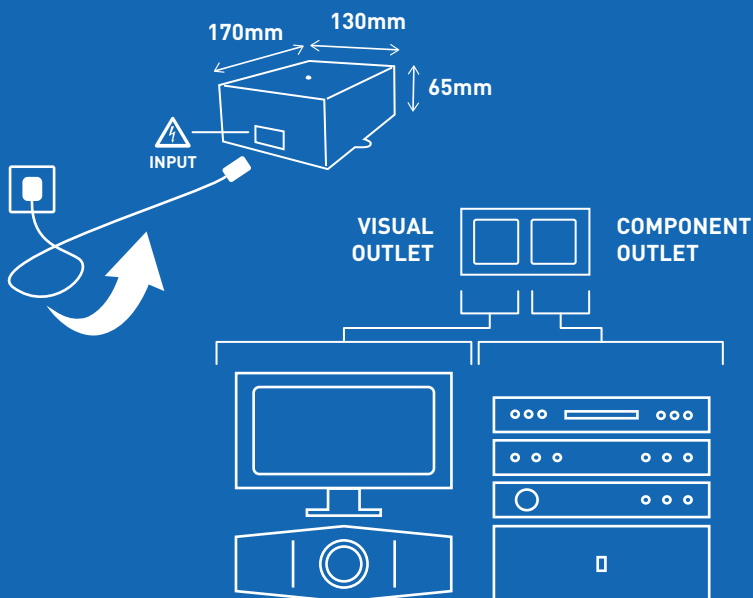 170mm
130mm
65mm
INPUT
VISUAL
OUTLET
COMPONENT
OUTLET